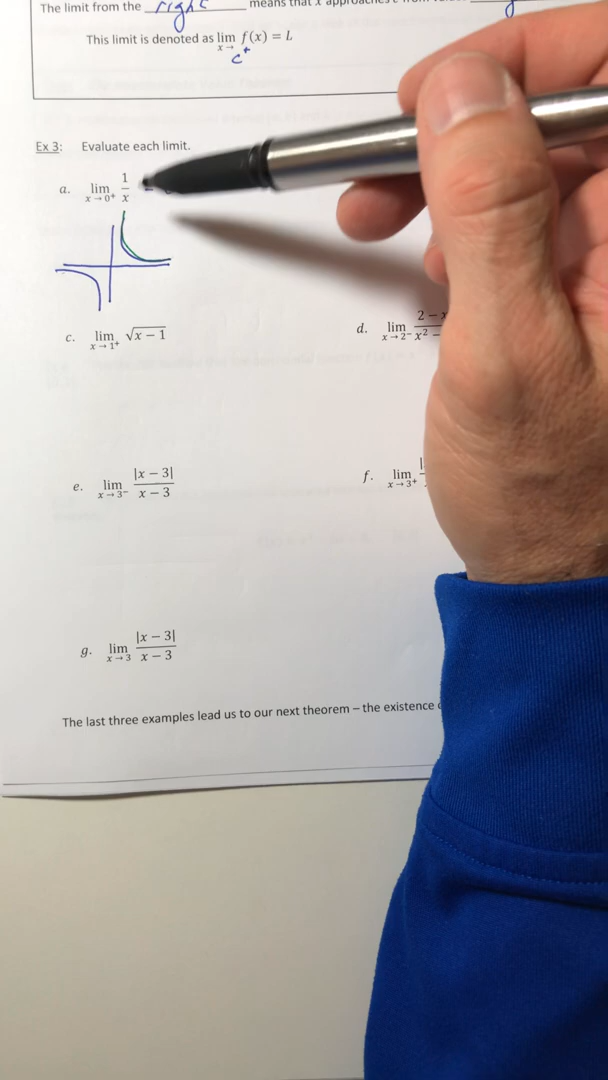 The limit from the right means that x
This limit is denoted as lim x→c⁺ f(x) = L
Ex 3: Evaluate each limit.
a. lim x→0⁺ 1/x
c. lim x→1⁺ √(x − 1)
d. lim x→2⁻ 2 − / x² −
e. lim x→3⁻ |x − 3|/(x − 3)
f. lim x→3⁺
g. lim x→3 |x − 3|/(x − 3)
The last three examples lead us to our next theorem – the existence